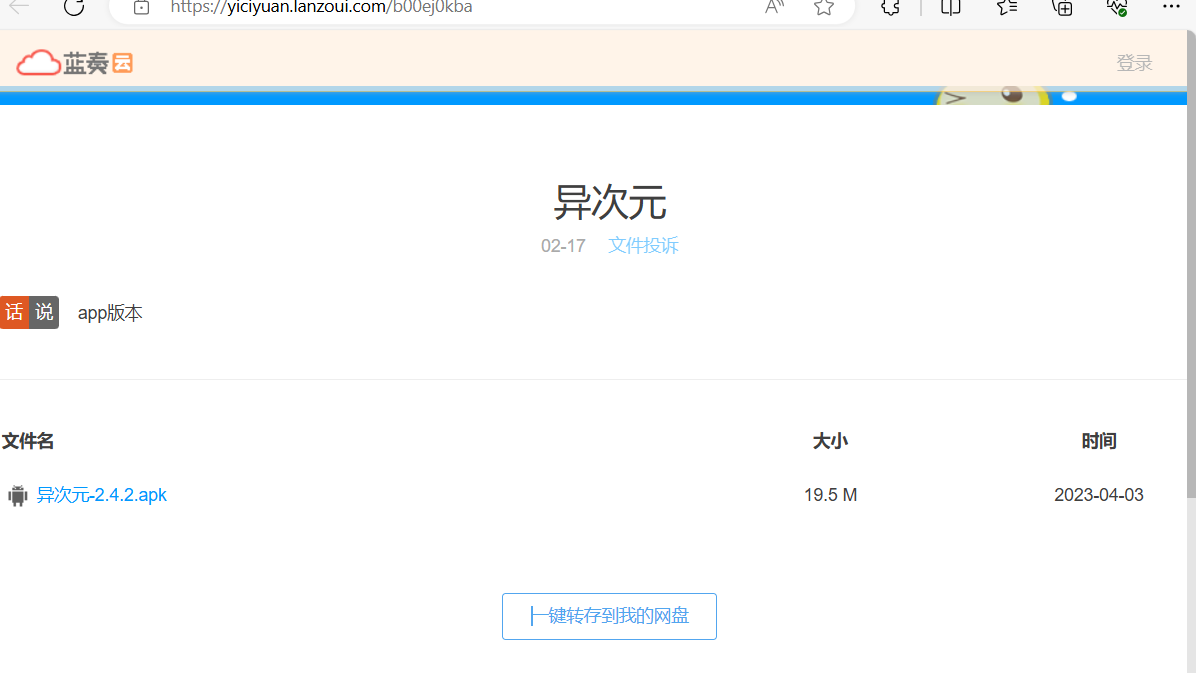 https://yiciyuan.lanzoui.com/b00ej0kba
蓝奏云
登录
异次元
02-17 文件投诉
话说 app版本
文件名 大小 时间
异次元-2.4.2.apk 19.5 M 2023-04-03
一键转存到我的网盘